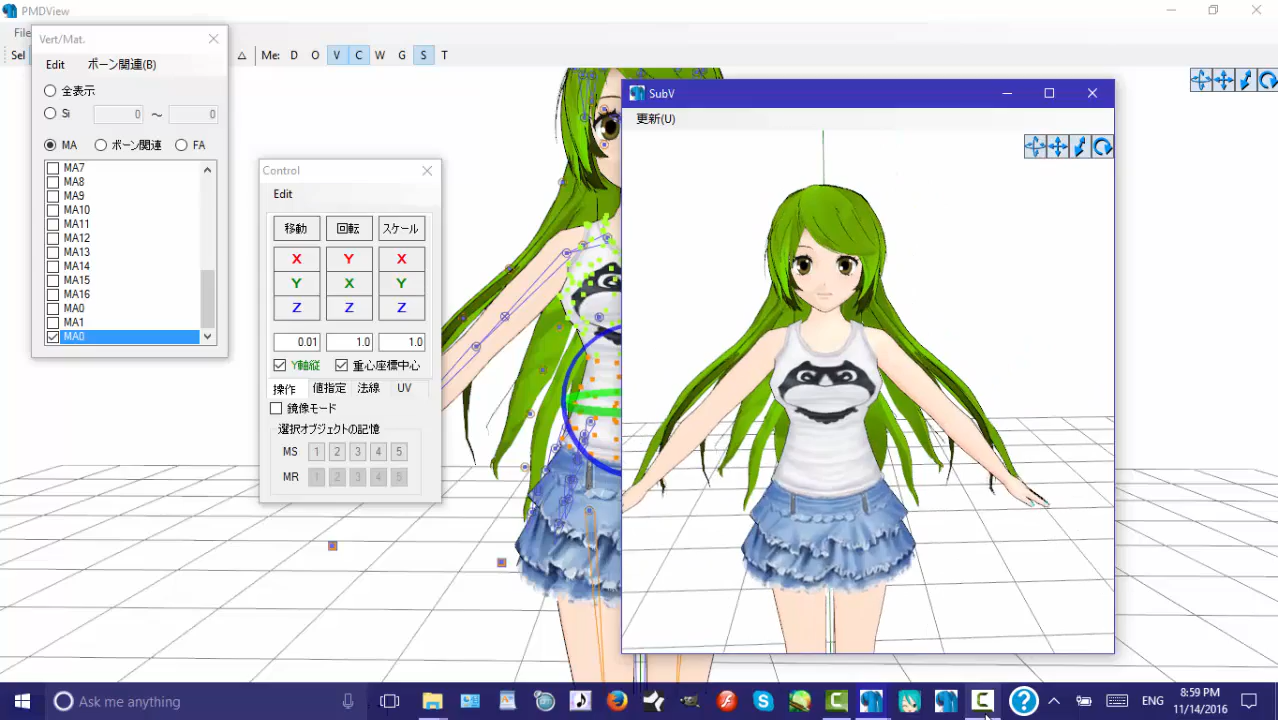 PMDView
File
Vert/Mat.
Edit ボーン関連(B)
全表示
Si 0 ～ 0
MA ボーン関連 FA
MA7
MA8
MA9
MA10
MA11
MA12
MA13
MA14
MA15
MA16
MA0
MA1
MA0
Sel
Me: D O V C W G S T
Control
Edit
移動 回転 スケール
X Y X
Y X Y
Z Z Z
0.01 1.0 1.0
Y軸縦 重心座標中心
操作 値指定 法線 UV
鏡像モード
選択オブジェクトの記憶
MS 1 2 3 4 5
MR 1 2 3 4 5
SubV
更新(U)
Ask me anything
ENG
8:59 PM
11/14/2016